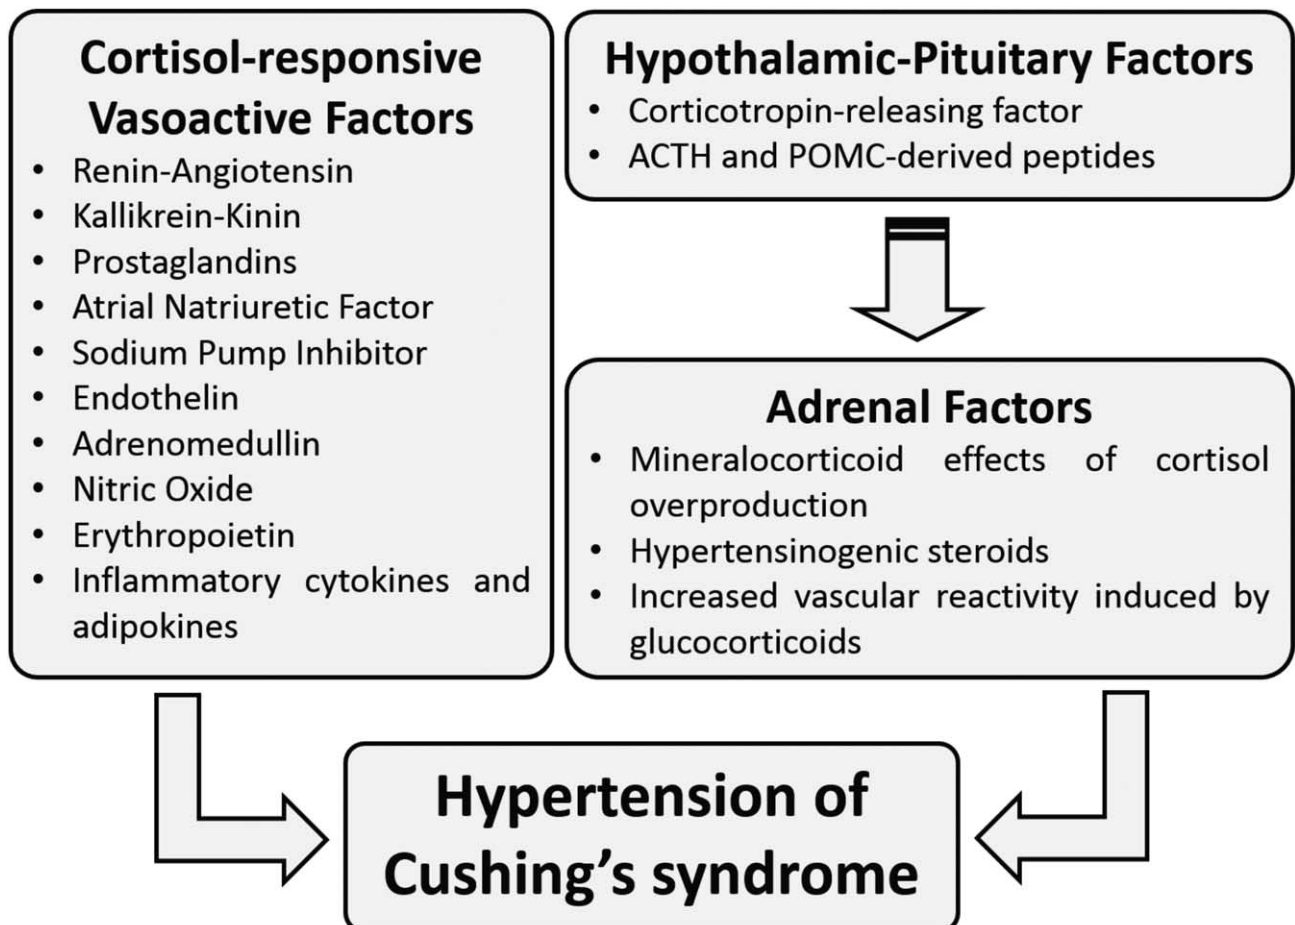 Cortisol-responsive
Vasoactive Factors
• Renin-Angiotensin
• Kallikrein-Kinin
• Prostaglandins
• Atrial Natriuretic Factor
• Sodium Pump Inhibitor
• Endothelin
• Adrenomedullin
• Nitric Oxide
• Erythropoietin
• Inflammatory cytokines and
adipokines
Hypothalamic-Pituitary Factors
• Corticotropin-releasing factor
• ACTH and POMC-derived peptides
Adrenal Factors
• Mineralocorticoid effects of cortisol
overproduction
• Hypertensinogenic steroids
• Increased vascular reactivity induced by
glucocorticoids
Hypertension of
Cushing’s syndrome